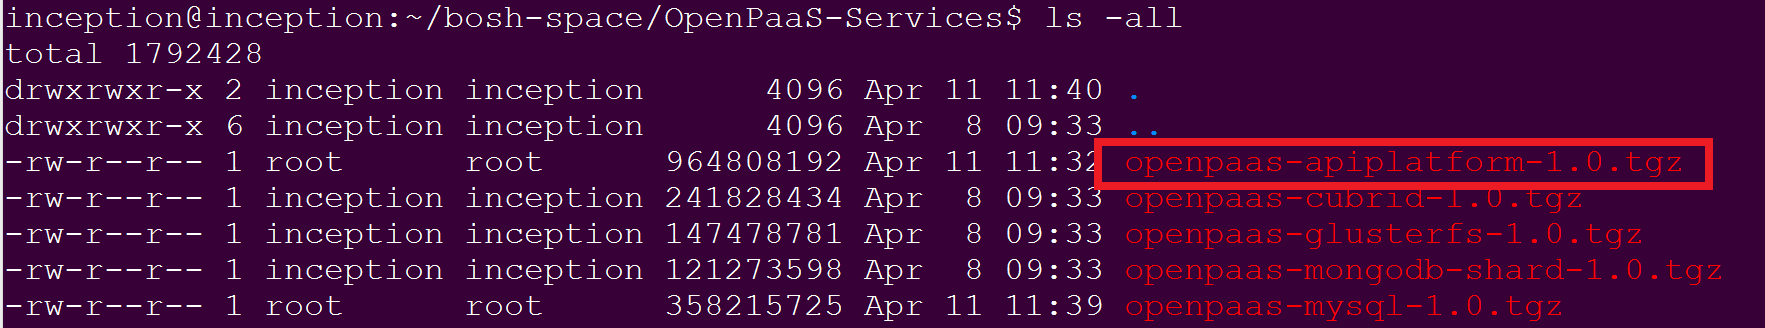 inception@inception:~/bosh-space/OpenPaaS-Services$ ls -all
total 1792428
drwxrwxr-x 2 inception inception      4096 Apr 11 11:40 .
drwxrwxr-x 6 inception inception      4096 Apr  8 09:33 ..
-rw-r--r-- 1 root      root      964808192 Apr 11 11:32 openpaas-apiplatform-1.0.tgz
-rw-r--r-- 1 inception inception 241828434 Apr  8 09:33 openpaas-cubrid-1.0.tgz
-rw-r--r-- 1 inception inception 147478781 Apr  8 09:33 openpaas-glusterfs-1.0.tgz
-rw-r--r-- 1 inception inception 121273598 Apr  8 09:33 openpaas-mongodb-shard-1.0.tgz
-rw-r--r-- 1 root      root      358215725 Apr 11 11:39 openpaas-mysql-1.0.tgz